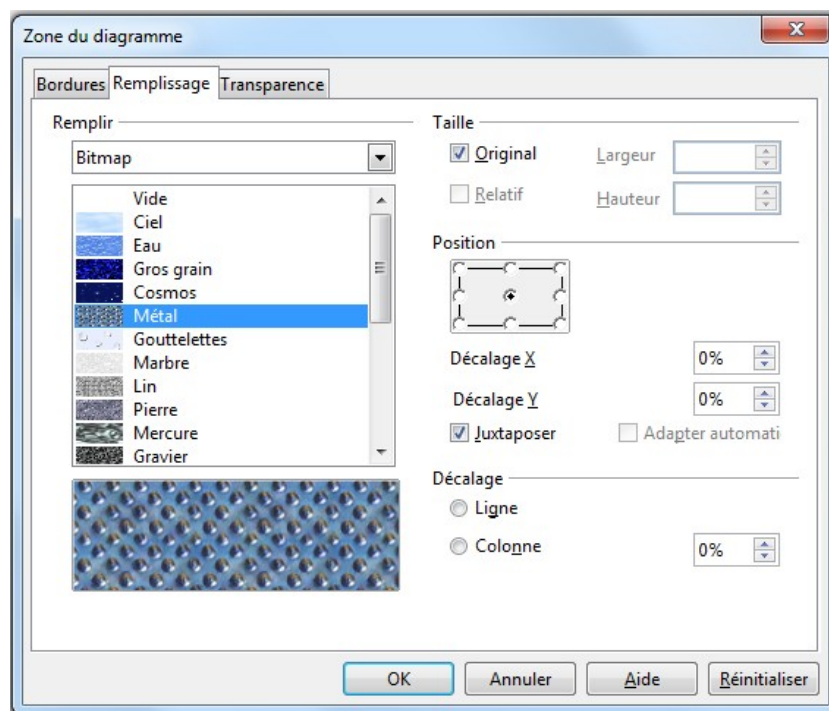 Zone du diagramme
Bordures Remplissage Transparence
Remplir
Bitmap
Vide
Ciel
Eau
Gros grain
Cosmos
Métal
Gouttelettes
Marbre
Lin
Pierre
Mercure
Gravier
Taille
Original Largeur
Relatif Hauteur
Position
Décalage X 0%
Décalage Y 0%
Juxtaposer Adapter automati
Décalage
Ligne
Colonne 0%
OK Annuler Aide Réinitialiser